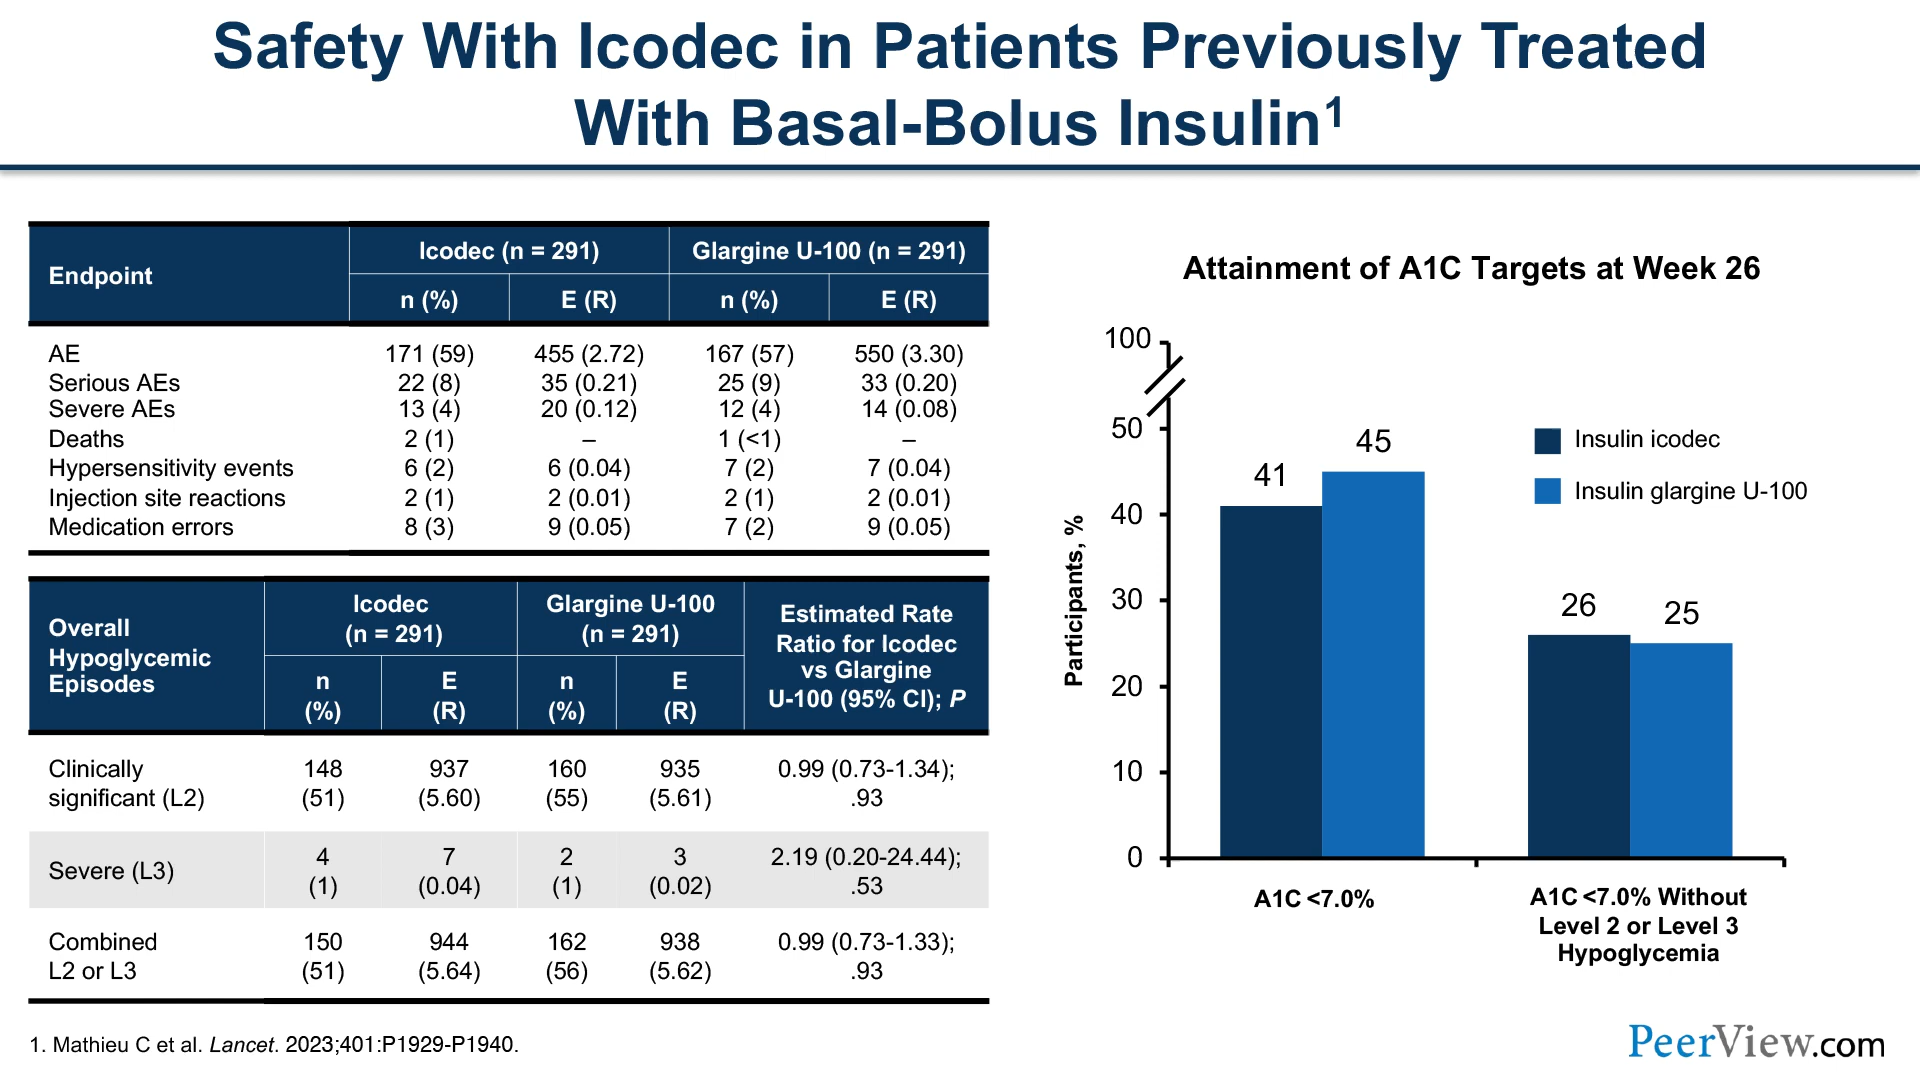 Safety With Icodec in Patients Previously Treated
With Basal-Bolus Insulin¹
Endpoint
Icodec (n = 291)
Glargine U-100 (n = 291)
n (%)
E (R)
n (%)
E (R)
AE 171 (59) 455 (2.72) 167 (57) 550 (3.30)
Serious AEs 22 (8) 35 (0.21) 25 (9) 33 (0.20)
Severe AEs 13 (4) 20 (0.12) 12 (4) 14 (0.08)
Deaths 2 (1) – 1 (<1) –
Hypersensitivity events 6 (2) 6 (0.04) 7 (2) 7 (0.04)
Injection site reactions 2 (1) 2 (0.01) 2 (1) 2 (0.01)
Medication errors 8 (3) 9 (0.05) 7 (2) 9 (0.05)
Overall
Hypoglycemic
Episodes
Icodec
(n = 291)
Glargine U-100
(n = 291)
Estimated Rate
Ratio for Icodec
vs Glargine
U-100 (95% CI); P
n
(%)
E
(R)
n
(%)
E
(R)
Clinically 148 937 160 935 0.99 (0.73-1.34);
significant (L2) (51) (5.60) (55) (5.61) .93
Severe (L3)
4 7 2 3 2.19 (0.20-24.44);
(1) (0.04) (1) (0.02) .53
Combined 150 944 162 938 0.99 (0.73-1.33);
L2 or L3 (51) (5.64) (56) (5.62) .93
Attainment of A1C Targets at Week 26
Participants, %
100
50
40
30
20
10
0
41
45
26
25
Insulin icodec
Insulin glargine U-100
A1C <7.0%
A1C <7.0% Without
Level 2 or Level 3
Hypoglycemia
1. Mathieu C et al. Lancet. 2023;401:P1929-P1940.
PeerView.com